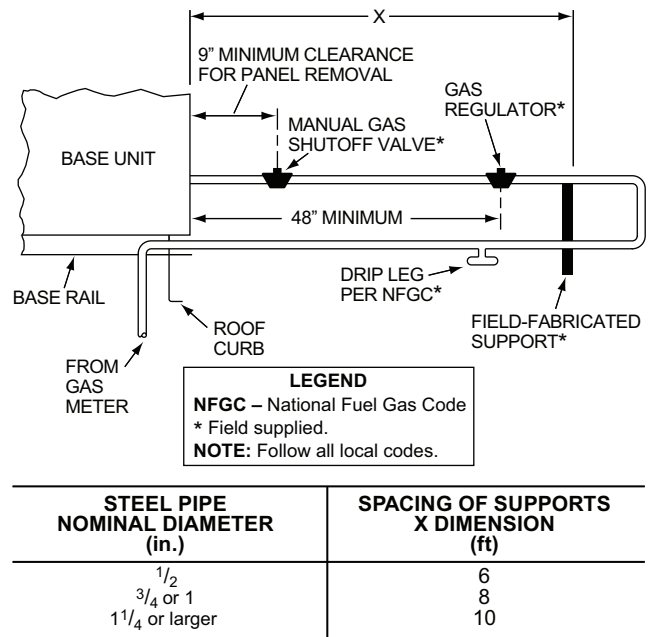 X
9” MINIMUM CLEARANCE
FOR PANEL REMOVAL
GAS
REGULATOR*
MANUAL GAS
SHUTOFF VALVE*
BASE UNIT
48” MINIMUM
BASE RAIL
DRIP LEG
PER NFGC*
ROOF
CURB
FIELD-FABRICATED
SUPPORT*
FROM
GAS
METER
LEGEND
NFGC – National Fuel Gas Code
* Field supplied.
NOTE: Follow all local codes.
STEEL PIPE
NOMINAL DIAMETER
(in.)
SPACING OF SUPPORTS
X DIMENSION
(ft)
1/2 6
3/4 or 1 8
1 1/4 or larger 10